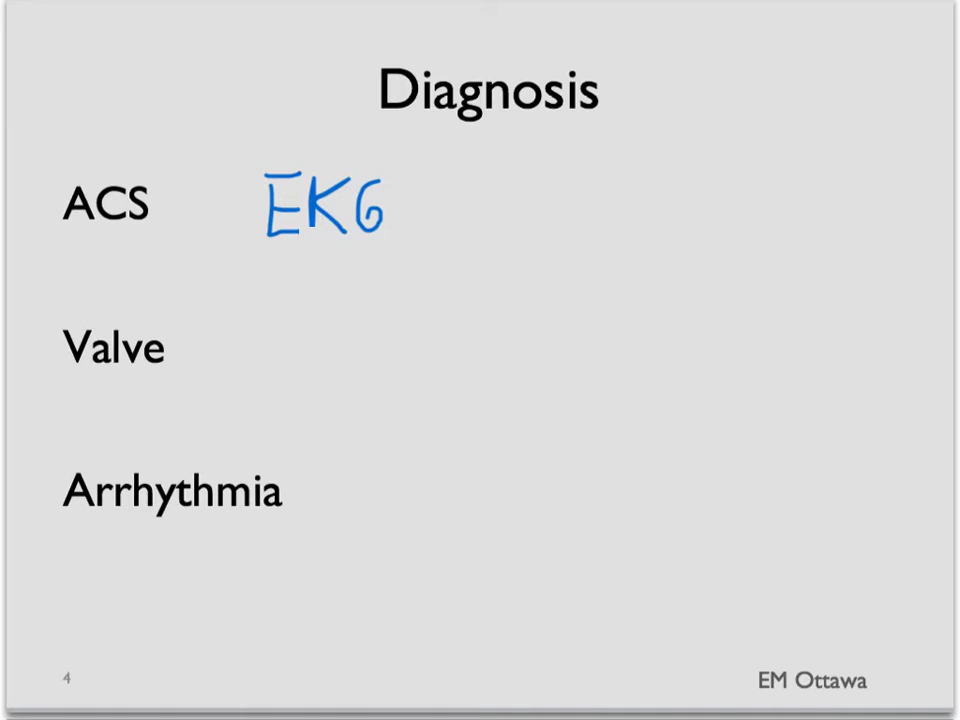 Diagnosis
ACS EKG
Valve
Arrhythmia
4 EM Ottawa